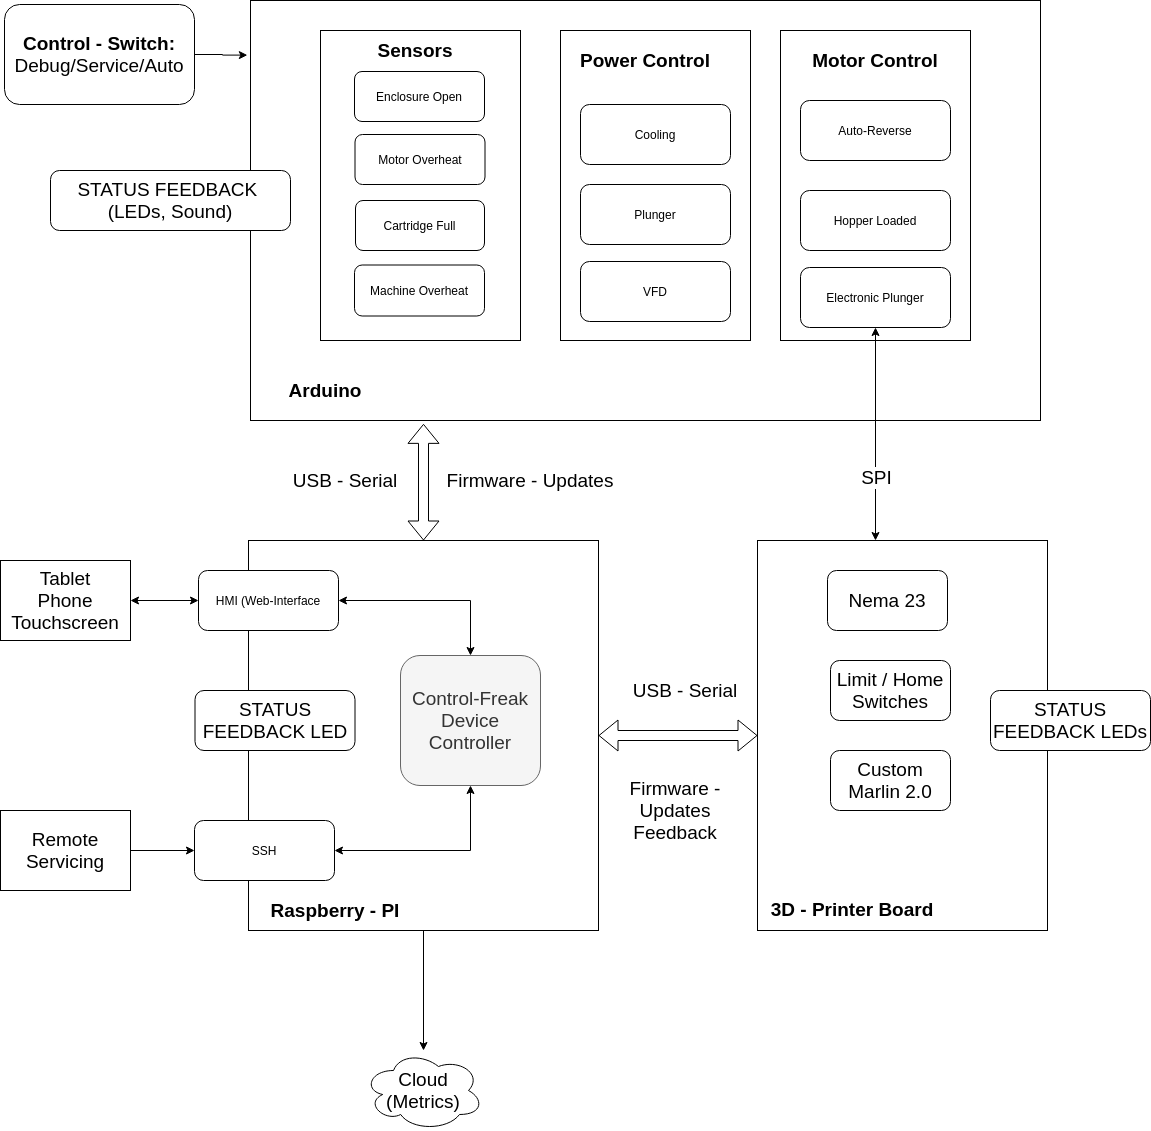 Control - Switch:
Debug/Service/Auto
STATUS FEEDBACK
(LEDs, Sound)
Sensors
Enclosure Open
Motor Overheat
Cartridge Full
Machine Overheat
Power Control
Cooling
Plunger
VFD
Motor Control
Auto-Reverse
Hopper Loaded
Electronic Plunger
Arduino
USB - Serial
Firmware - Updates
SPI
Tablet
Phone
Touchscreen
HMI (Web-Interface
STATUS
FEEDBACK LED
Control-Freak
Device
Controller
Remote
Servicing
SSH
Raspberry - PI
USB - Serial
Firmware -
Updates
Feedback
Nema 23
Limit / Home
Switches
Custom
Marlin 2.0
STATUS
FEEDBACK LEDs
3D - Printer Board
Cloud
(Metrics)